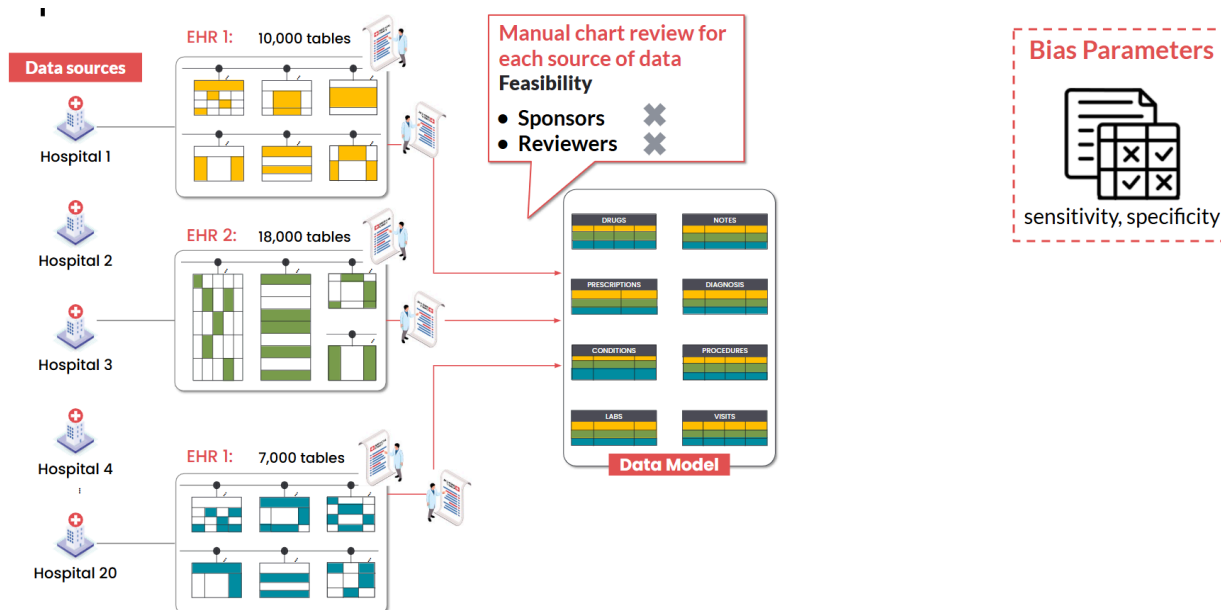 Data sources
Hospital 1
Hospital 2
Hospital 3
Hospital 4
Hospital 20
EHR 1: 10,000 tables
EHR 2: 18,000 tables
EHR 1: 7,000 tables
Manual chart review for
each source of data
Feasibility
● Sponsors ✖
● Reviewers ✖
DRUGS NOTES
PRESCRIPTIONS DIAGNOSIS
CONDITIONS PROCEDURES
LABS VISITS
Data Model
Bias Parameters
sensitivity, specificity